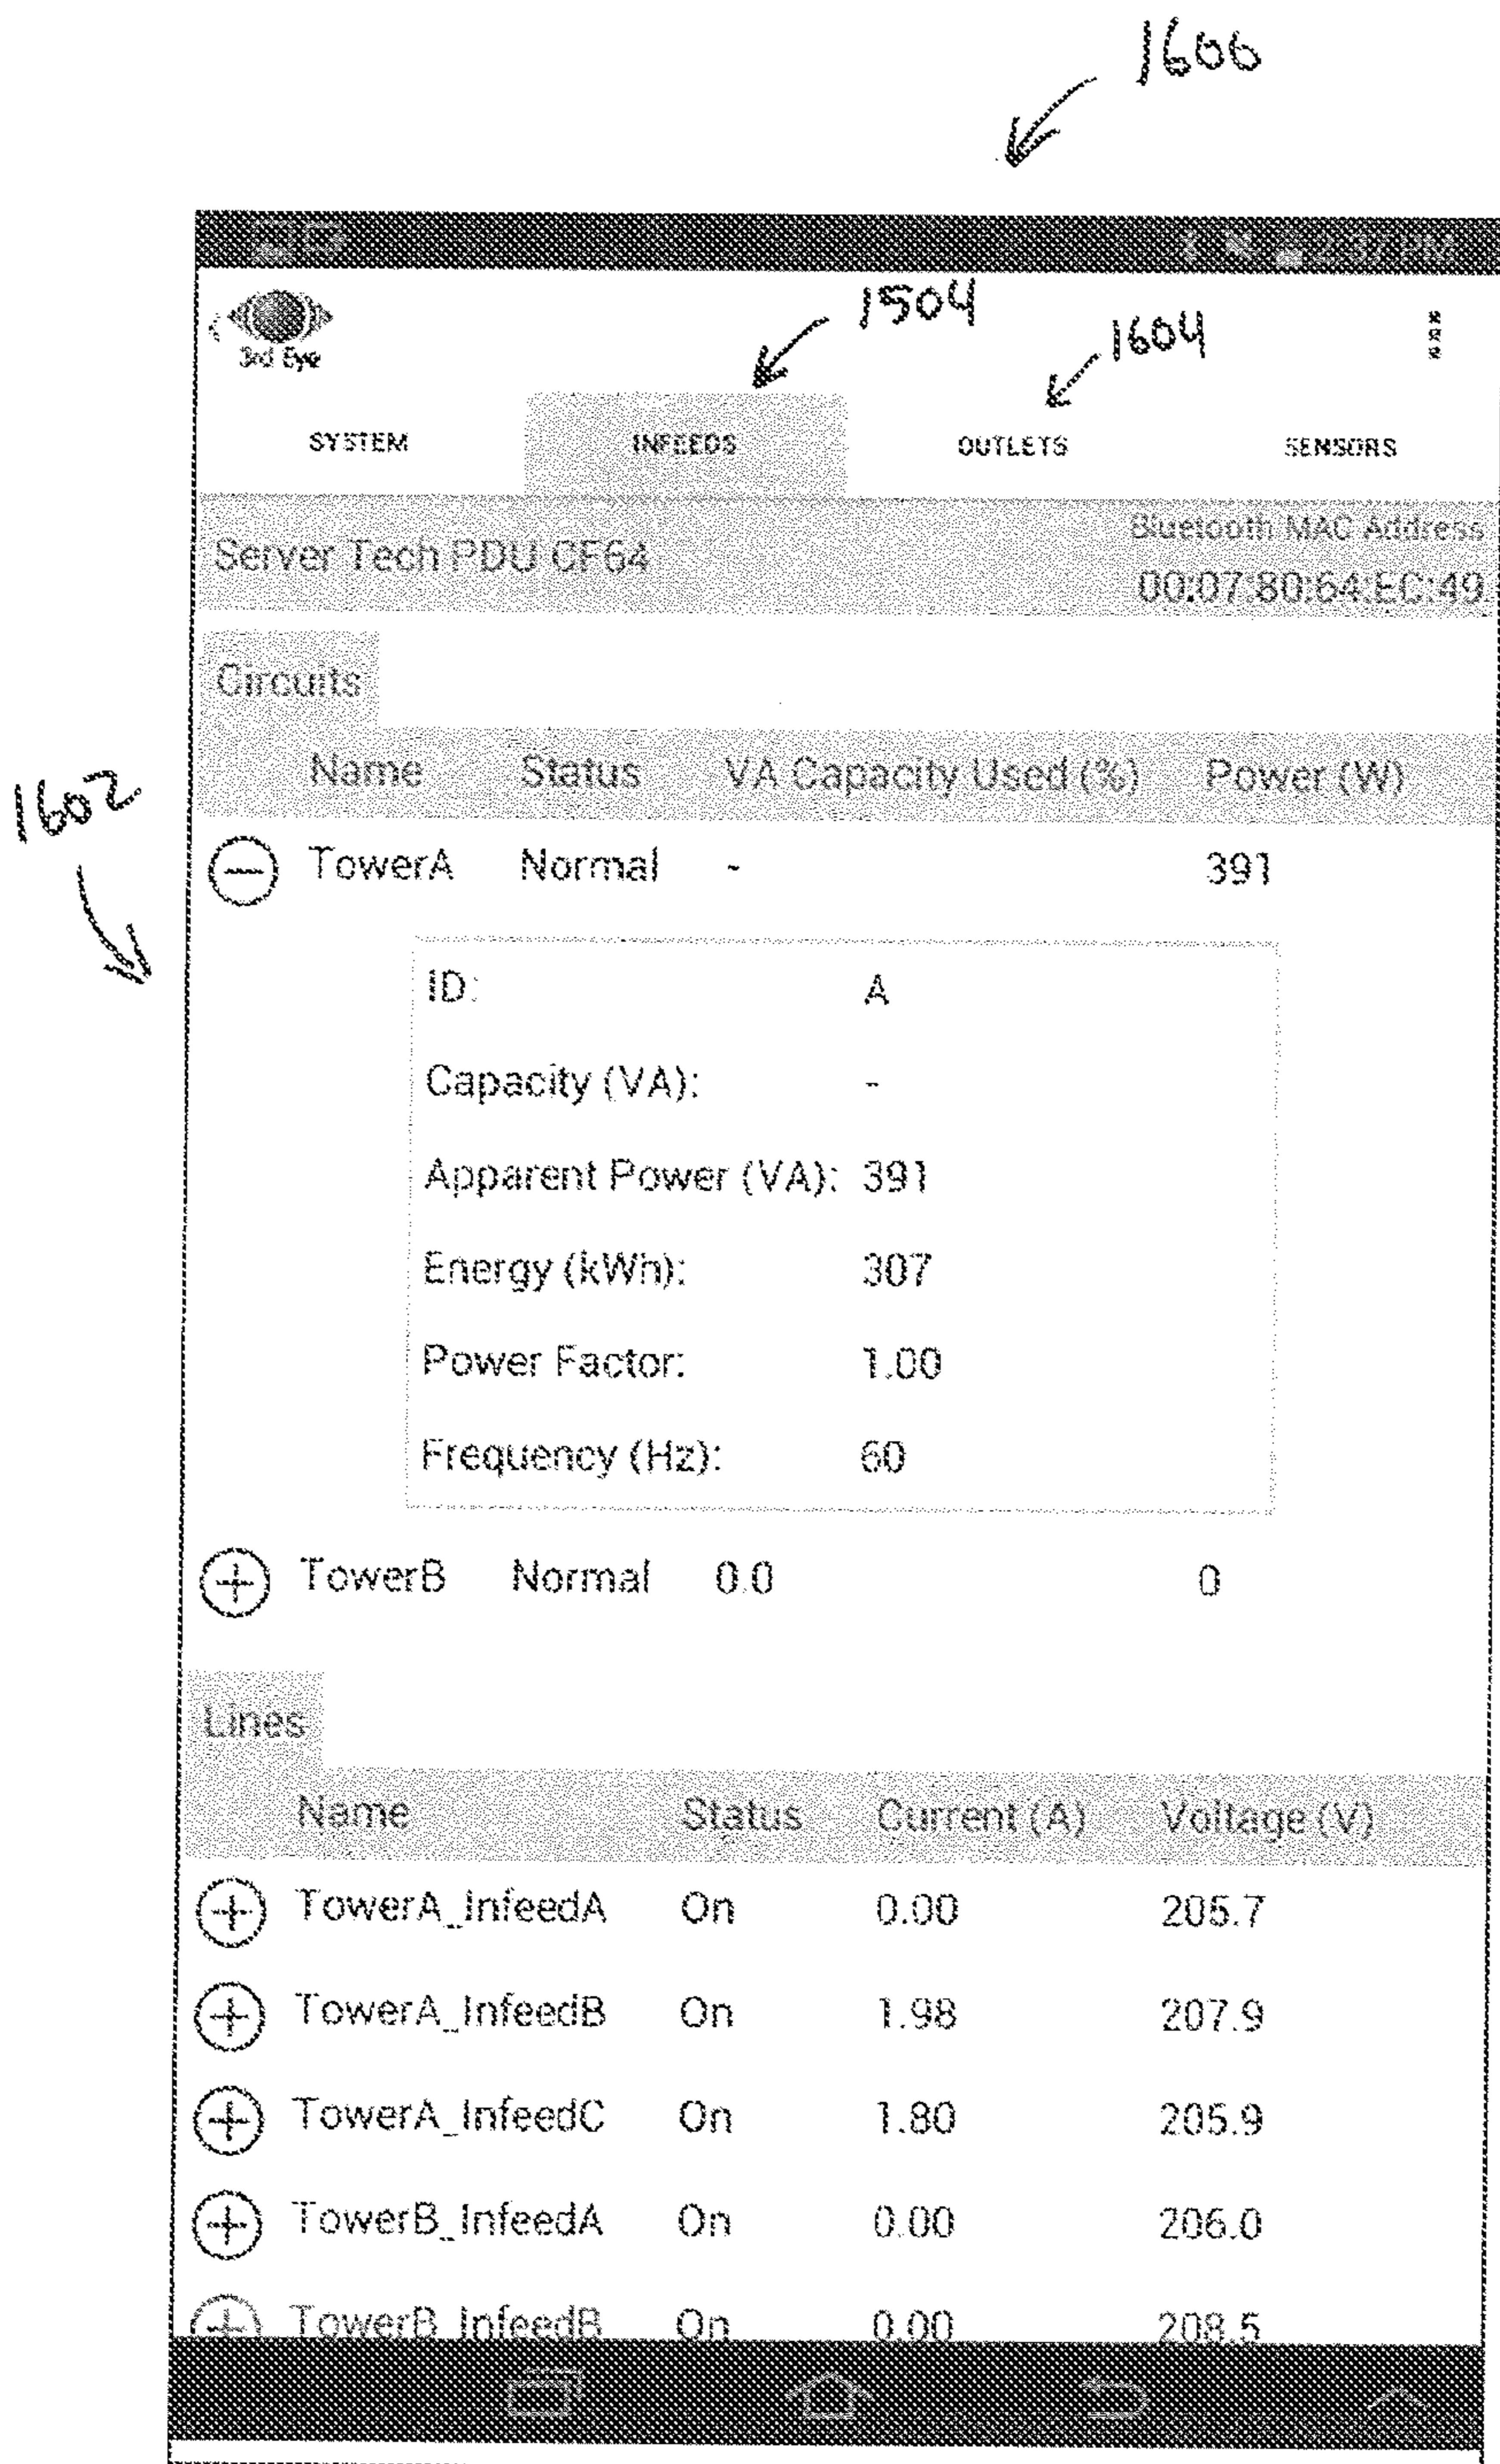 1600
2:37 PM
3rd Eye
1504
1604
SYSTEM INFEEDS OUTLETS SENSORS
Server Tech PDU CF64
Bluetooth MAC Address
00:07:80:64:EC:49
Circuits
Name Status VA Capacity Used (%) Power (W)
1602
TowerA Normal - 391
ID: A
Capacity (VA): -
Apparent Power (VA): 391
Energy (kWh): 307
Power Factor: 1.00
Frequency (Hz): 60
TowerB Normal 0.0 0
Lines
Name Status Current (A) Voltage (V)
TowerA_InfeedA On 0.00 205.7
TowerA_InfeedB On 1.98 207.9
TowerA_InfeedC On 1.80 205.9
TowerB_InfeedA On 0.00 206.0
TowerB_InfeedB On 0.00 208.5